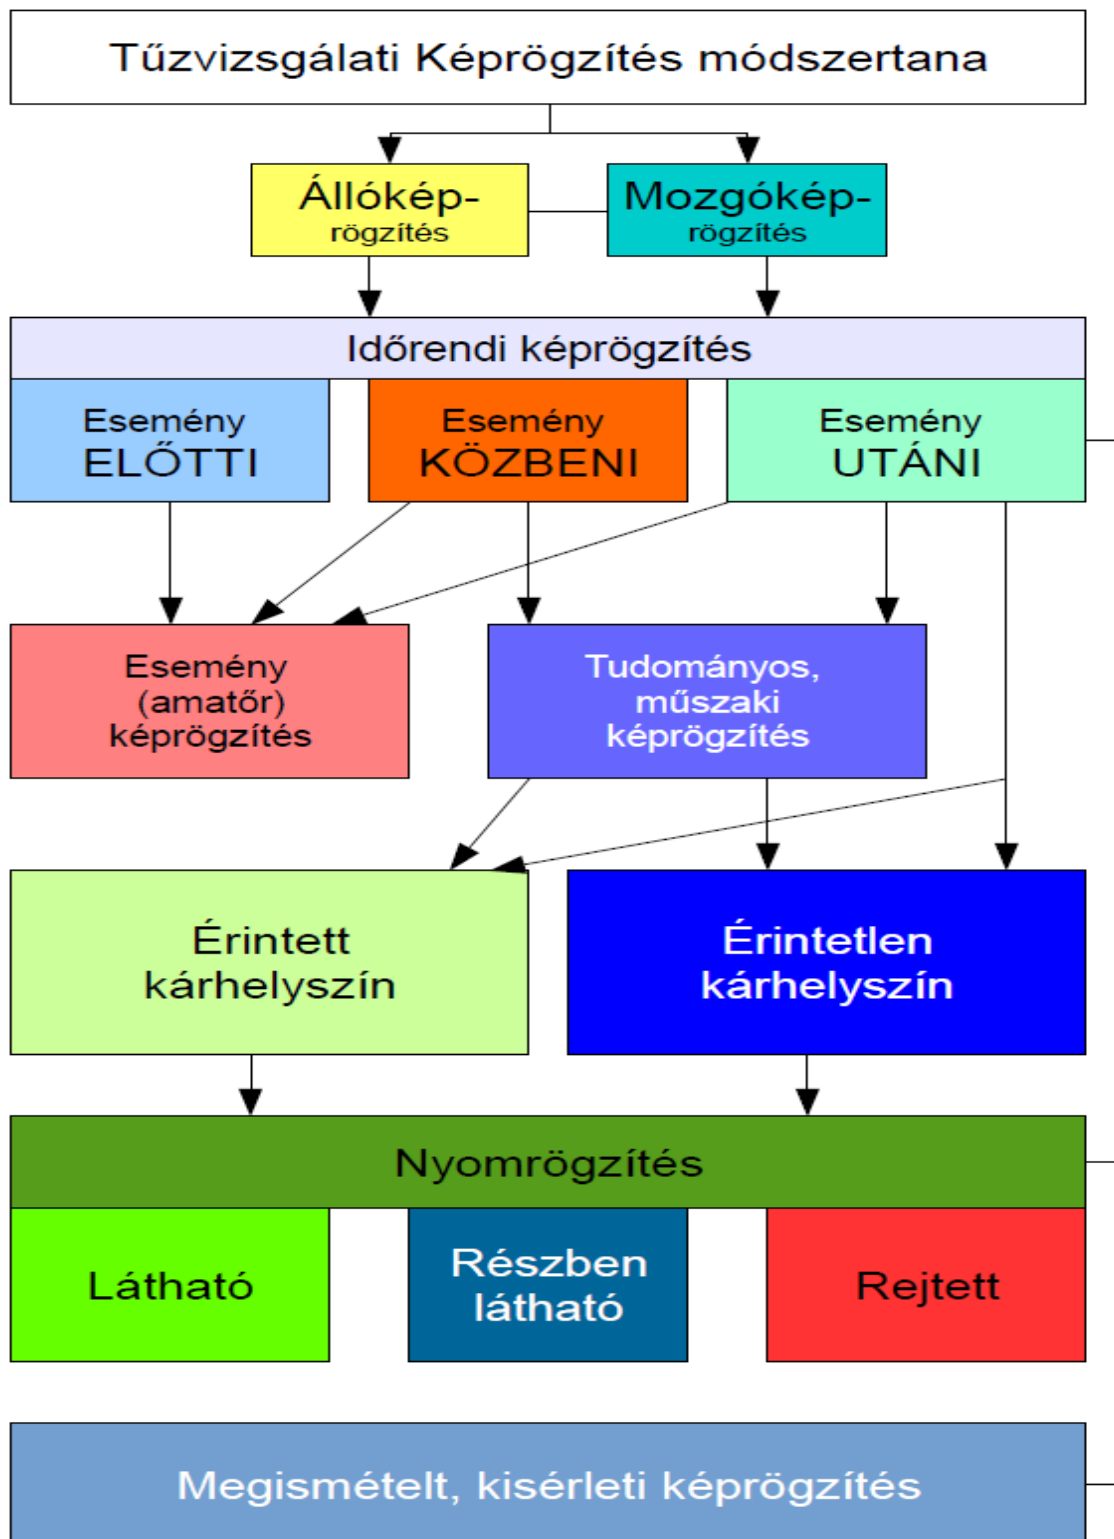 Tűzvizsgálati Képrögzítés módszertana
Állókép-
rögzítés
Mozgókép-
rögzítés
Időrendi képrögzítés
Esemény
ELŐTTI
Esemény
KÖZBENI
Esemény
UTÁNI
Esemény
(amatőr)
képrögzítés
Tudományos,
műszaki
képrögzítés
Érintett
kárhelyszín
Érintetlen
kárhelyszín
Nyomrögzítés
Látható
Részben
látható
Rejtett
Megismételt, kisérleti képrögzítés